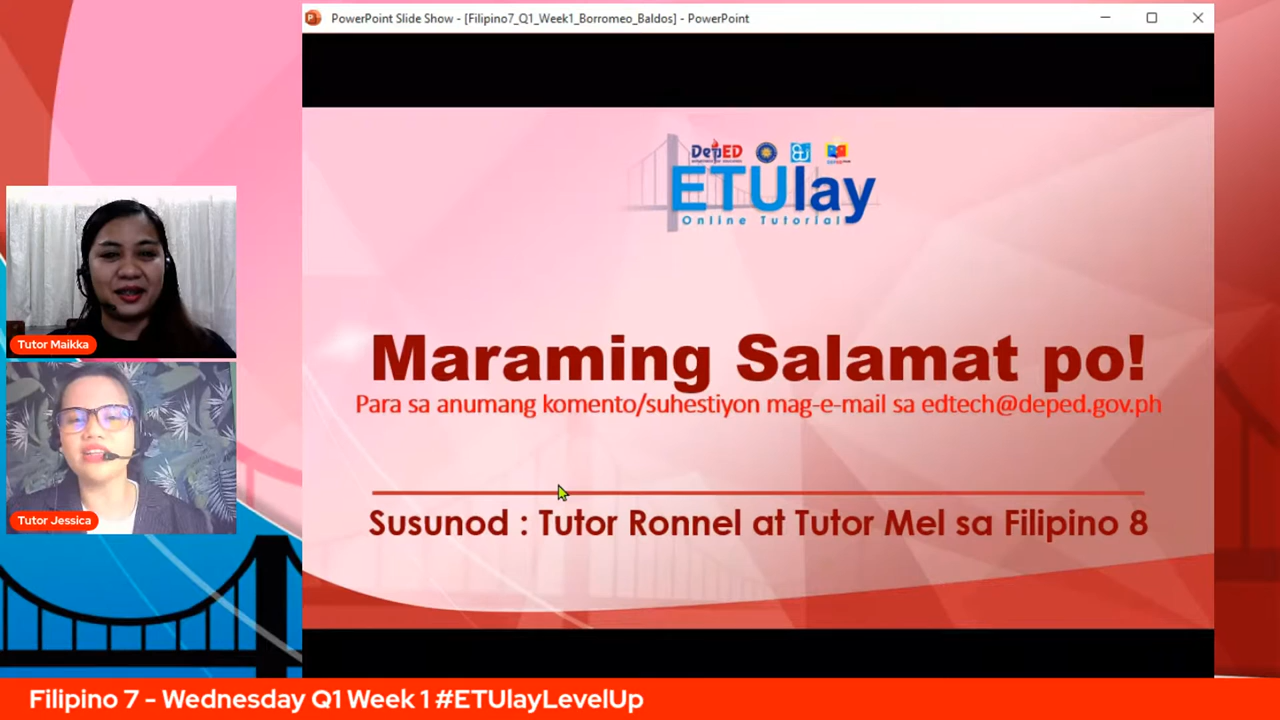 PowerPoint Slide Show - [Filipino7_Q1_Week1_Borromeo_Baldos] - PowerPoint
DepED
ETUlay
Online Tutorial
Tutor Maikka
Maraming Salamat po!
Para sa anumang komento/suhestiyon mag-e-mail sa edtech@deped.gov.ph
Tutor Jessica
Susunod : Tutor Ronnel at Tutor Mel sa Filipino 8
Filipino 7 - Wednesday Q1 Week 1 #ETUlayLevelUp